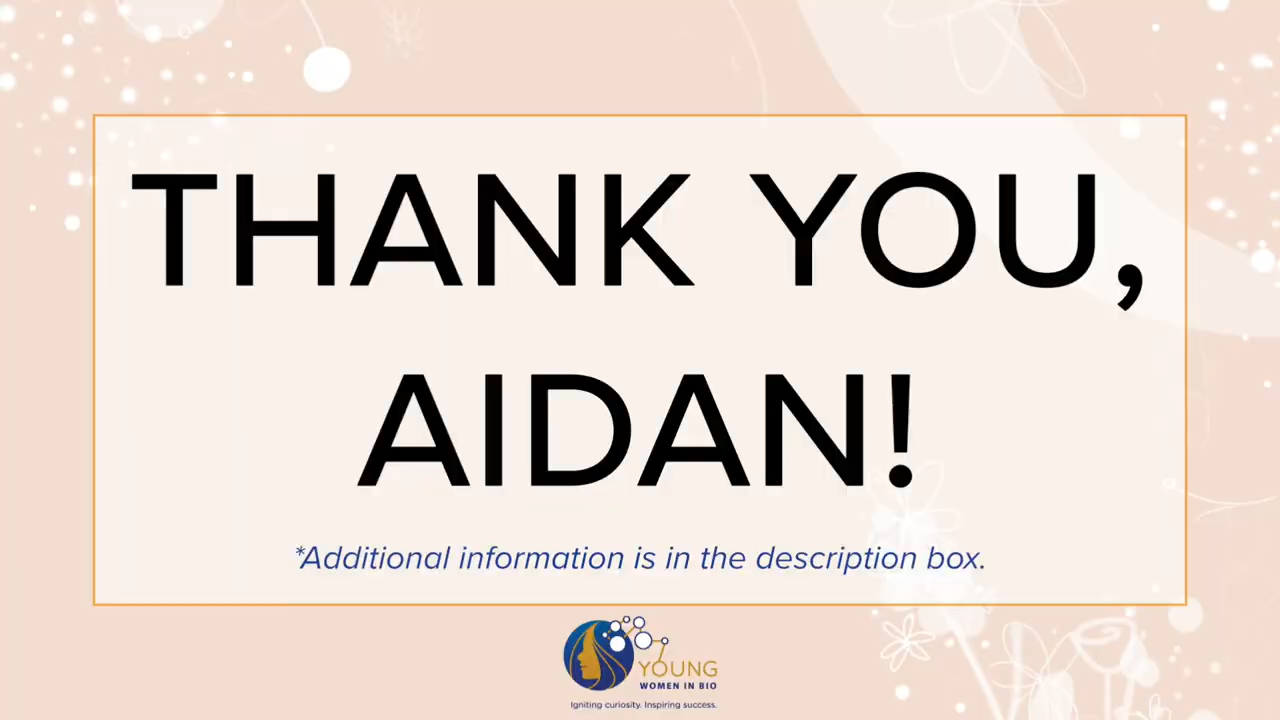 THANK YOU,
AIDAN!
*Additional information is in the description box.
YOUNG
WOMEN IN BIO
Igniting curiosity. Inspiring success.